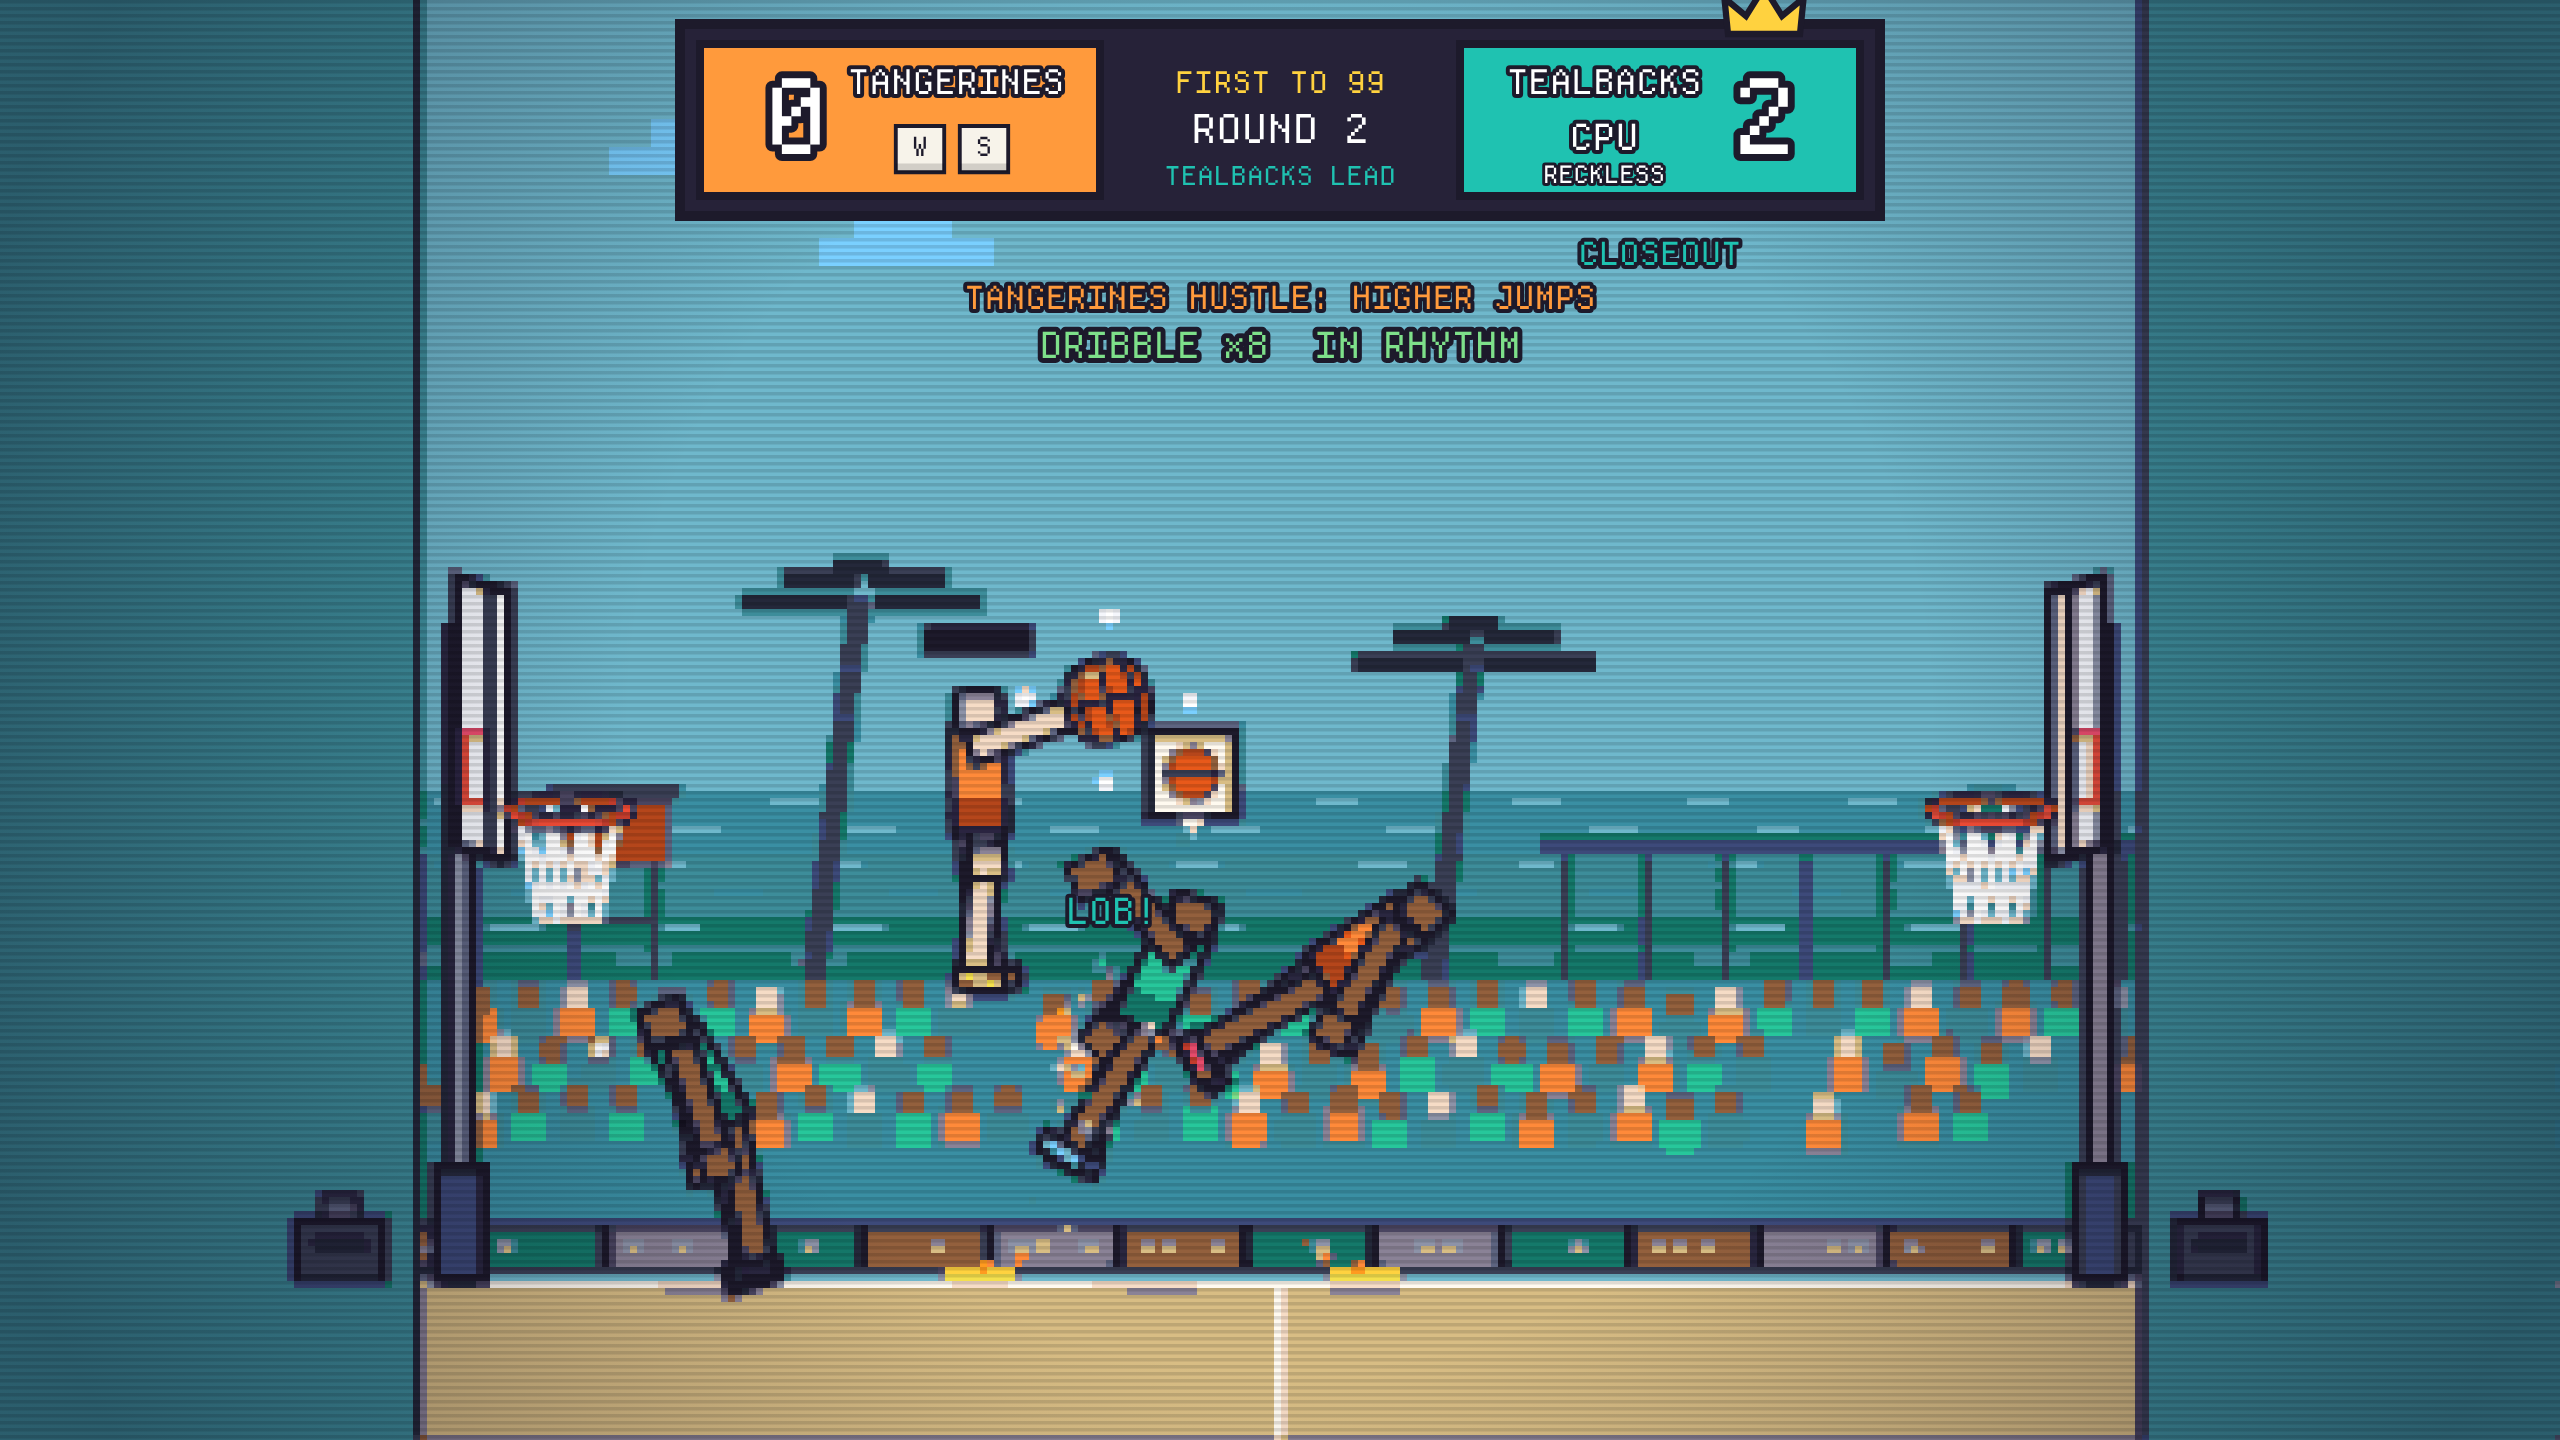 0 TANGERINES
W S
FIRST TO 99
ROUND 2
TEALBACKS LEAD
TEALBACKS 2
CPU
RECKLESS
CLOSEOUT
TANGERINES HUSTLE: HIGHER JUMPS
DRIBBLE x8 IN RHYTHM
LOB!